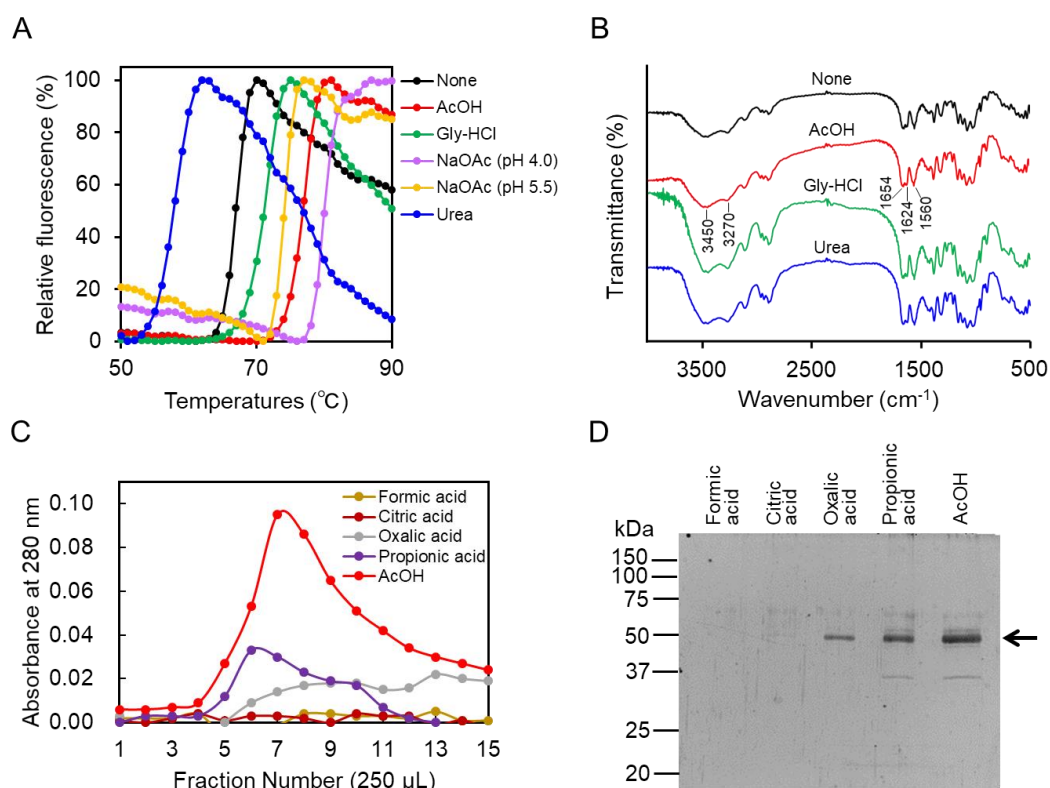 A
Relative fluorescence (%)
100
80
60
40
20
0
50
70
90
Temperatures (℃)
None
AcOH
Gly-HCl
NaOAc (pH 4.0)
NaOAc (pH 5.5)
Urea
B
Transmittance (%)
None
AcOH
Gly-HCl
Urea
3450
3270
1654
1624
1560
3500
2500
1500
500
Wavenumber (cm⁻¹)
C
Absorbance at 280 nm
0.10
0.08
0.06
0.04
0.02
0.00
1
3
5
7
9
11
13
15
Fraction Number (250 µL)
Formic acid
Citric acid
Oxalic acid
Propionic acid
AcOH
D
Formic
acid
Citric
acid
Oxalic
acid
Propionic
acid
AcOH
kDa
150
100
75
50
37
25
20